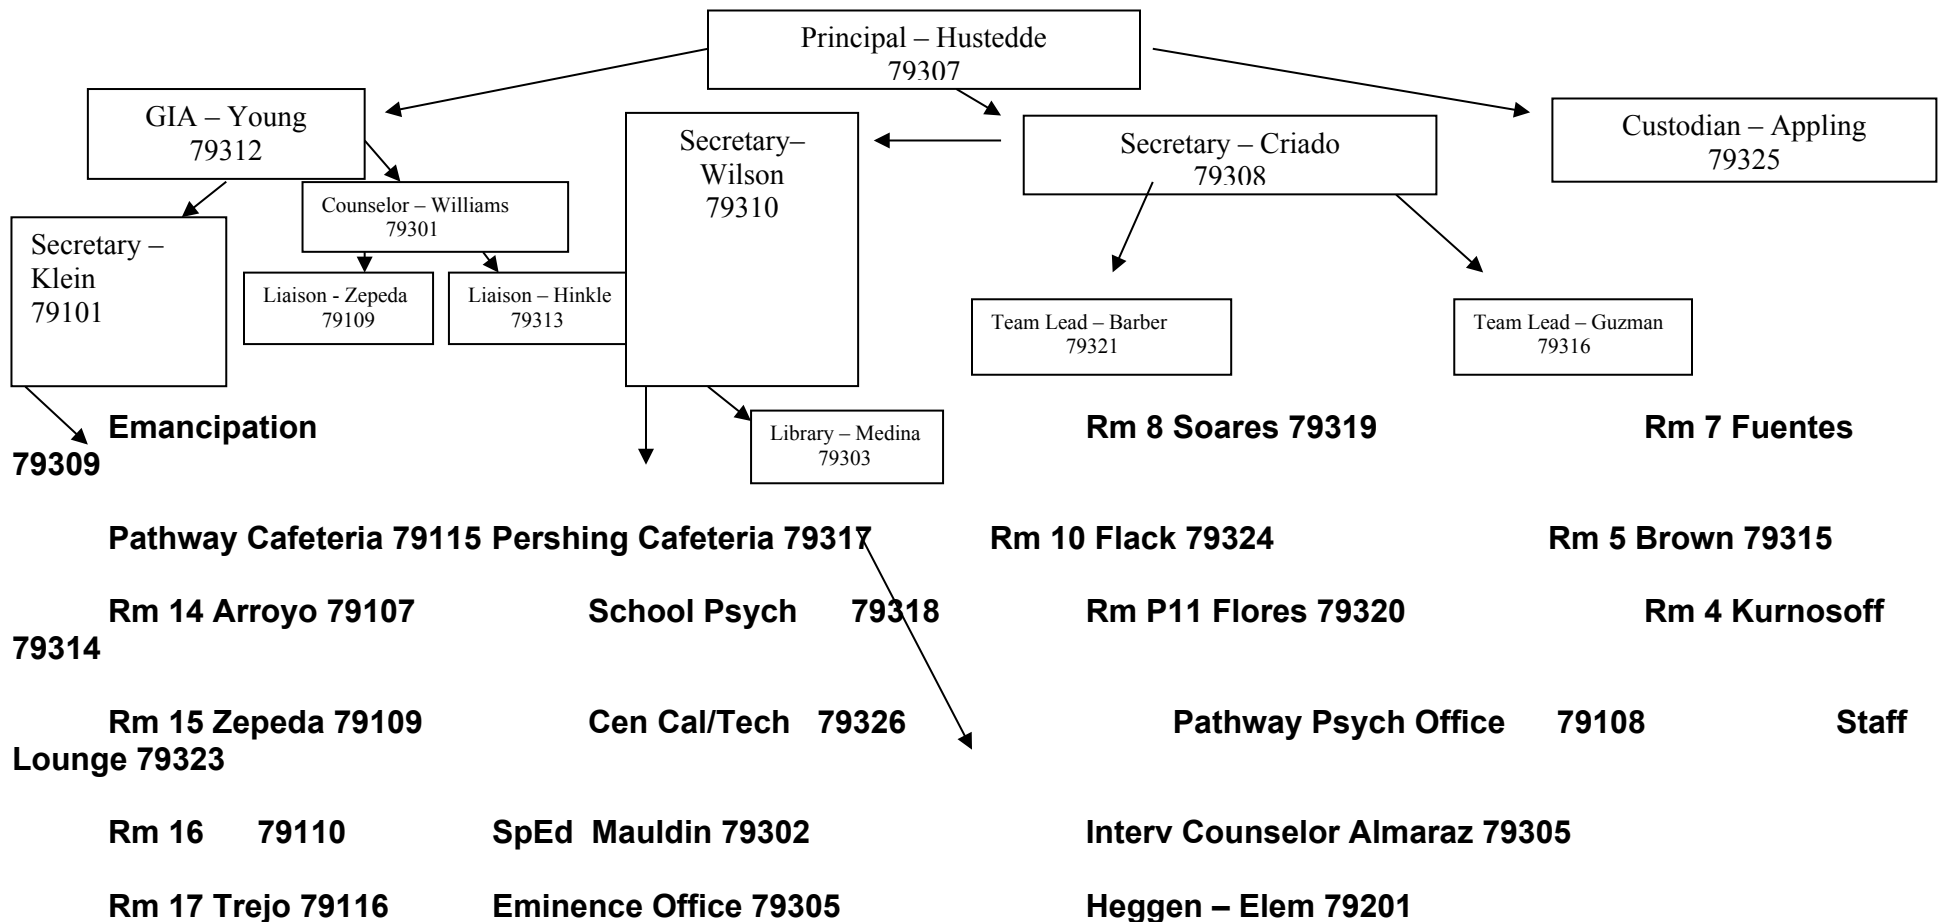 Principal – Hustedde
79307
GIA – Young
79312
Secretary–
Wilson
79310
Secretary – Criado
79308
Custodian – Appling
79325
Counselor – Williams
79301
Secretary –
Klein
79101
Liaison - Zepeda
79109
Liaison – Hinkle
79313
Team Lead – Barber
79321
Team Lead – Guzman
79316
Library – Medina
79303
Emancipation Rm 8 Soares 79319 Rm 7 Fuentes
79309
Pathway Cafeteria 79115 Pershing Cafeteria 79317 Rm 10 Flack 79324 Rm 5 Brown 79315
Rm 14 Arroyo 79107 School Psych 79318 Rm P11 Flores 79320 Rm 4 Kurnosoff
79314
Rm 15 Zepeda 79109 Cen Cal/Tech 79326 Pathway Psych Office 79108 Staff
Lounge 79323
Rm 16 79110 SpEd Mauldin 79302 Interv Counselor Almaraz 79305
Rm 17 Trejo 79116 Eminence Office 79305 Heggen – Elem 79201